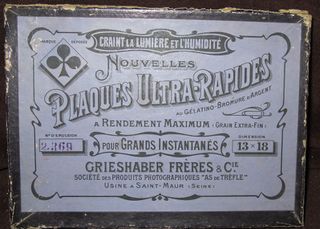 CRAINT LA LUMIÈRE ET L'HUMIDITÉ
MARQUE DÉPOSÉE
NOUVELLES
PLAQUES ULTRA-RAPIDES
AU GÉLATINO-BROMURE D'ARGENT
A RENDEMENT MAXIMUM (GRAIN EXTRA-FIN)
N° D'ÉMULSION
DIMENSION
2.369
POUR GRANDS INSTANTANÉS
13×18
GRIESHABER FRÈRES & CIE
SOCIÉTÉ DES PRODUITS PHOTOGRAPHIQUES "AS DE TRÈFLE"
USINE A SAINT-MAUR (SEINE)